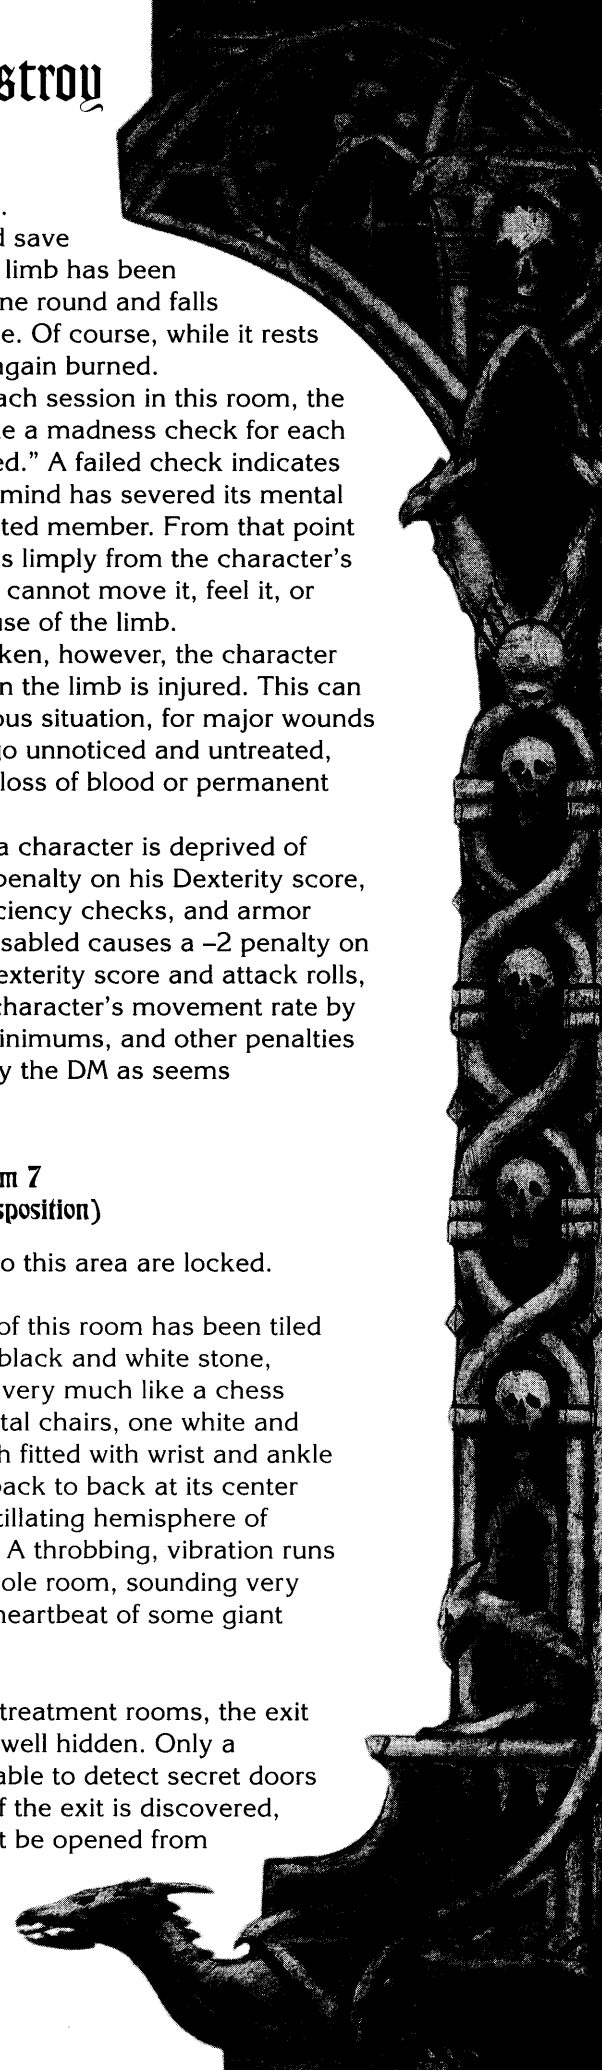 stroy
.
d save
limb has been
ne round and falls
e. Of course, while it rests
again burned.
ach session in this room, the
e a madness check for each
ed.” A failed check indicates
mind has severed its mental
ted member. From that point
s limply from the character’s
cannot move it, feel it, or
use of the limb.
ken, however, the character
n the limb is injured. This can
ous situation, for major wounds
go unnoticed and untreated,
loss of blood or permanent
a character is deprived of
penalty on his Dexterity score,
ciency checks, and armor
isabled causes a –2 penalty on
exterity score and attack rolls,
character’s movement rate by
inimums, and other penalties
y the DM as seems
m 7
sposition)
o this area are locked.
of this room has been tiled
black and white stone,
very much like a chess
tal chairs, one white and
h fitted with wrist and ankle
back to back at its center
tillating hemisphere of
A throbbing, vibration runs
ole room, sounding very
heartbeat of some giant
treatment rooms, the exit
well hidden. Only a
able to detect secret doors
f the exit is discovered,
t be opened from